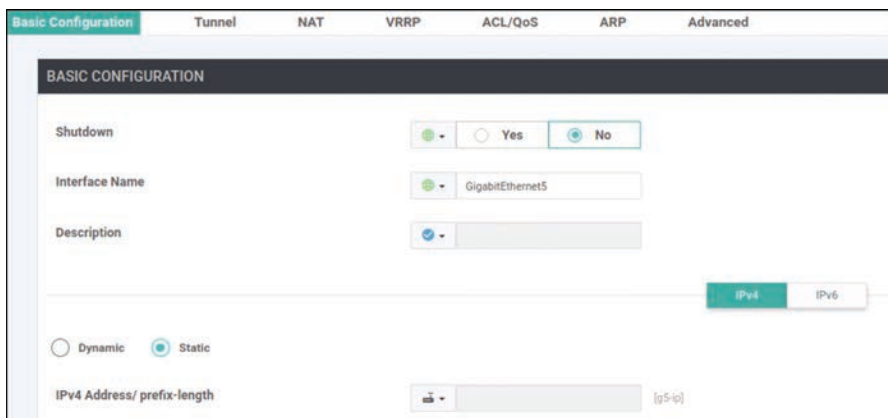 Basic Configuration Tunnel NAT VRRP ACL/QoS ARP Advanced
BASIC CONFIGURATION
Shutdown Yes No
Interface Name GigabitEthernet5
Description
IPv4 IPv6
Dynamic Static
IPv4 Address/ prefix-length [g5-ip]